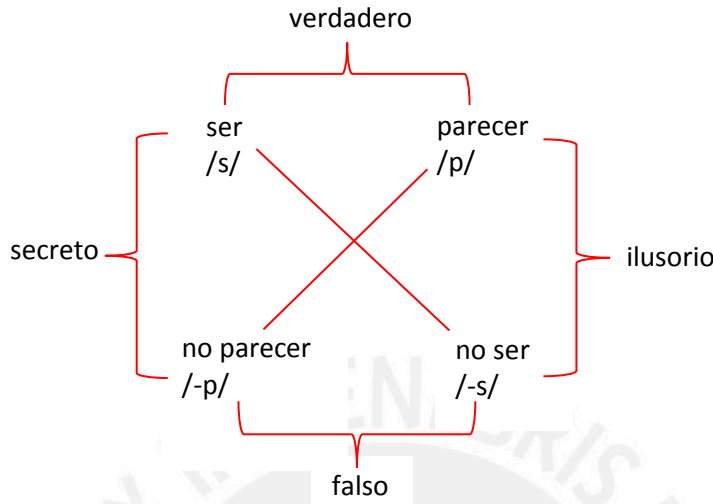 verdadero
ser
/s/
parecer
/p/
secreto
ilusorio
no parecer
/-p/
no ser
/-s/
falso